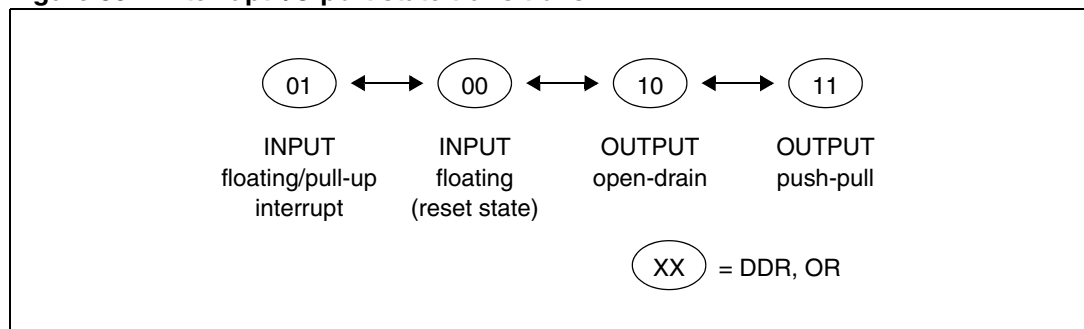 01 00 10 11
INPUT INPUT OUTPUT OUTPUT
floating/pull-up floating open-drain push-pull
interrupt (reset state)
XX = DDR, OR